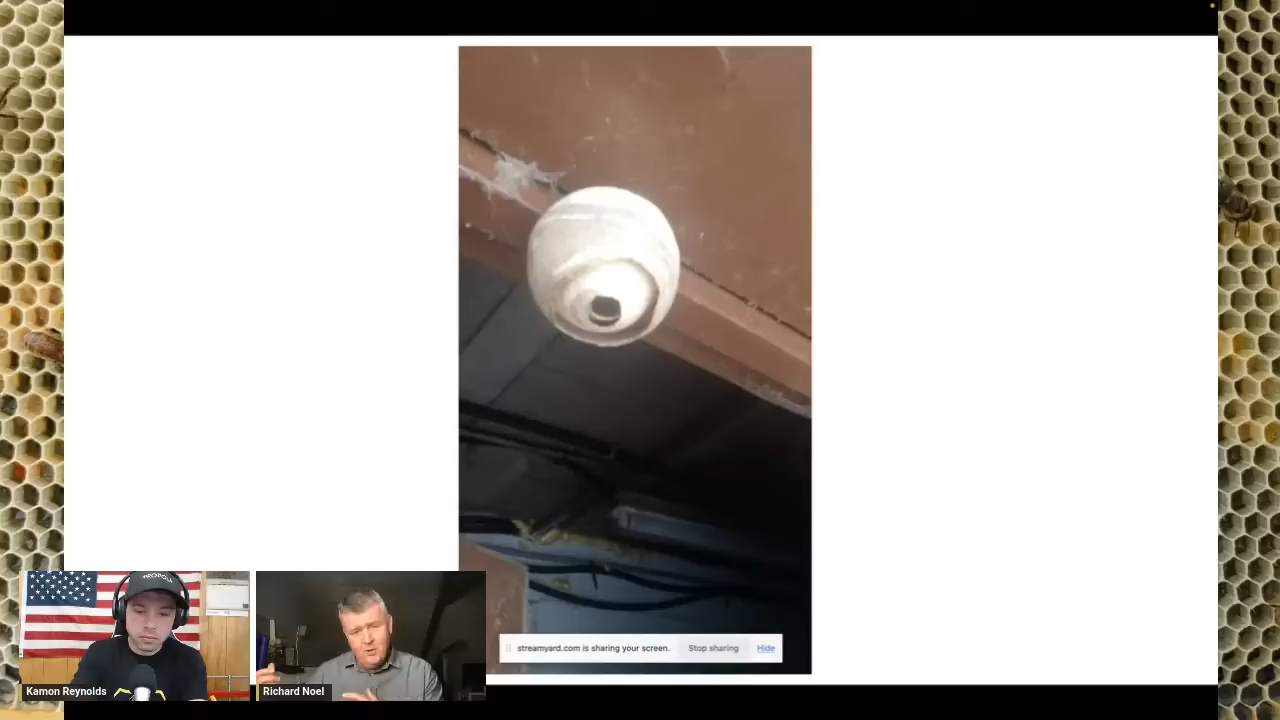 streamyard.com is sharing your screen. Stop sharing Hide
Kamon Reynolds
Richard Noel